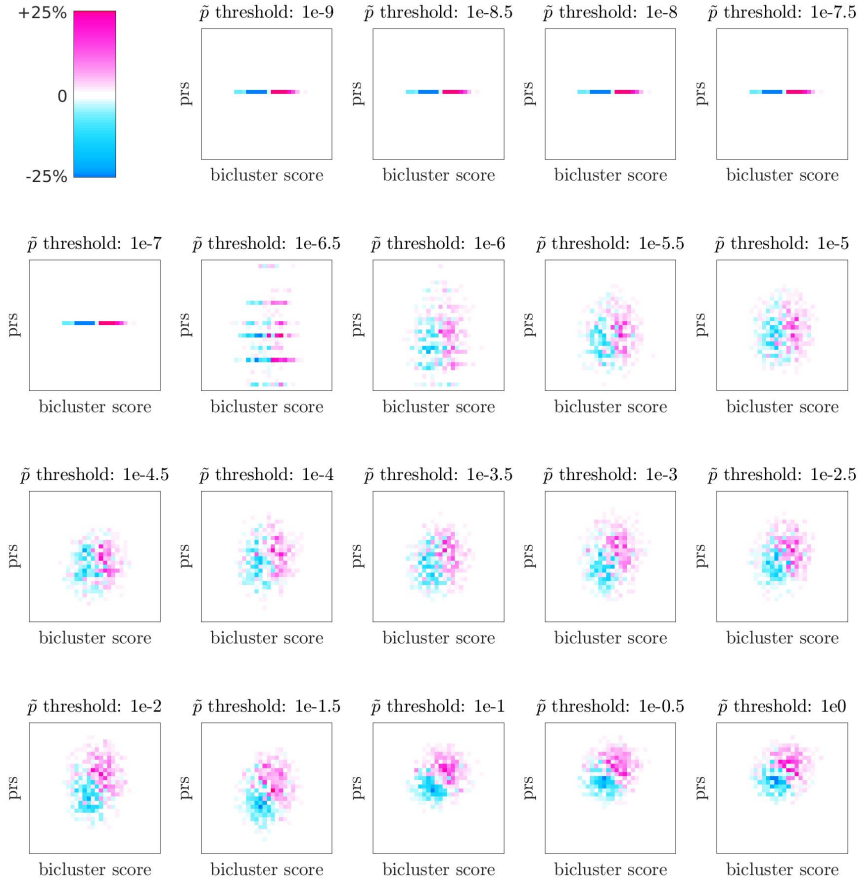 +25%
0
-25%
p̃ threshold: 1e-9
prs
bicluster score
p̃ threshold: 1e-8.5
prs
bicluster score
p̃ threshold: 1e-8
prs
bicluster score
p̃ threshold: 1e-7.5
prs
bicluster score
p̃ threshold: 1e-7
prs
bicluster score
p̃ threshold: 1e-6.5
prs
bicluster score
p̃ threshold: 1e-6
prs
bicluster score
p̃ threshold: 1e-5.5
prs
bicluster score
p̃ threshold: 1e-5
prs
bicluster score
p̃ threshold: 1e-4.5
prs
bicluster score
p̃ threshold: 1e-4
prs
bicluster score
p̃ threshold: 1e-3.5
prs
bicluster score
p̃ threshold: 1e-3
prs
bicluster score
p̃ threshold: 1e-2.5
prs
bicluster score
p̃ threshold: 1e-2
prs
bicluster score
p̃ threshold: 1e-1.5
prs
bicluster score
p̃ threshold: 1e-1
prs
bicluster score
p̃ threshold: 1e-0.5
prs
bicluster score
p̃ threshold: 1e0
prs
bicluster score